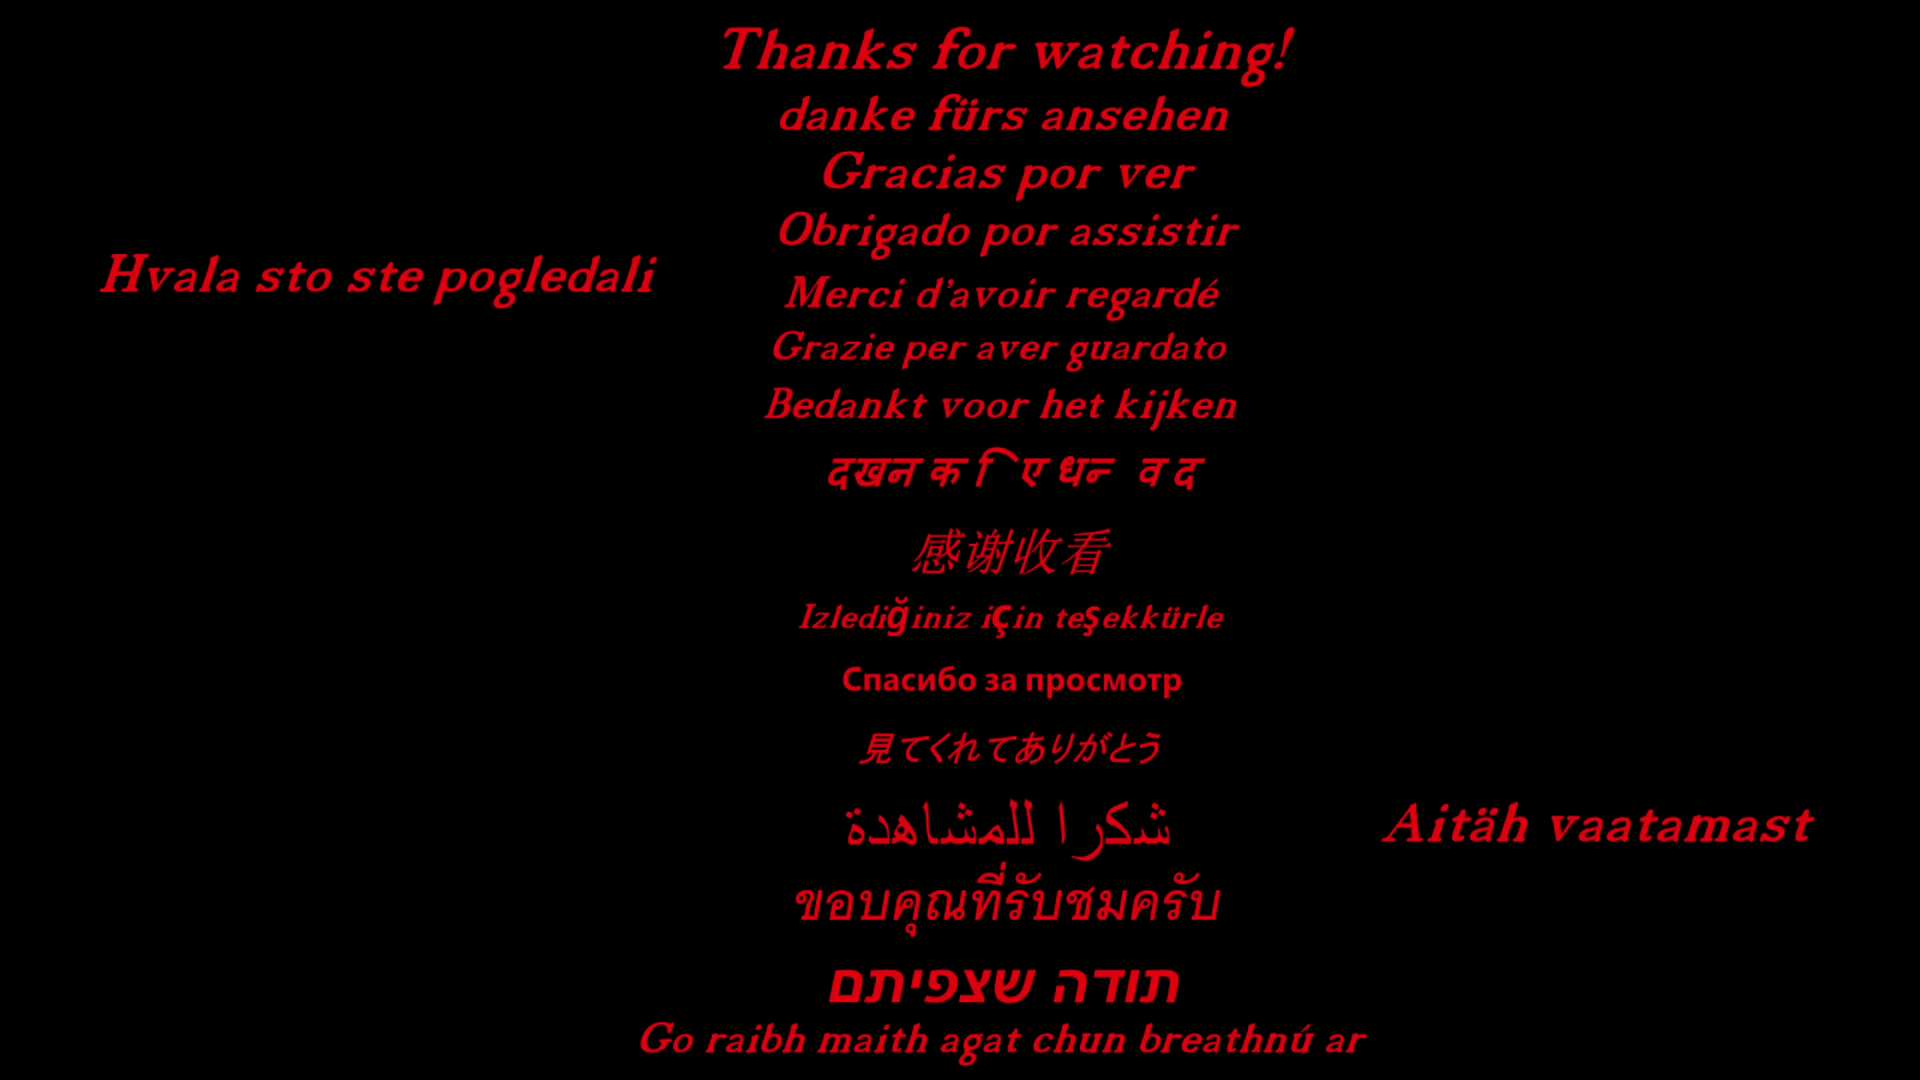 Thanks for watching!
danke fürs ansehen
Gracias por ver
Obrigado por assistir
Hvala sto ste pogledali
Merci d'avoir regardé
Grazie per aver guardato
Bedankt voor het kijken
दखन क िए धन्  व द
感谢收看
Izlediğiniz için teşekkürle
Спасибо за просмотр
見てくれてありがとう
شكرا للمشاهدة
Aitäh vaatamast
ขอบคุณที่รับชมครับ
תודה שצפיתם
Go raibh maith agat chun breathnú ar